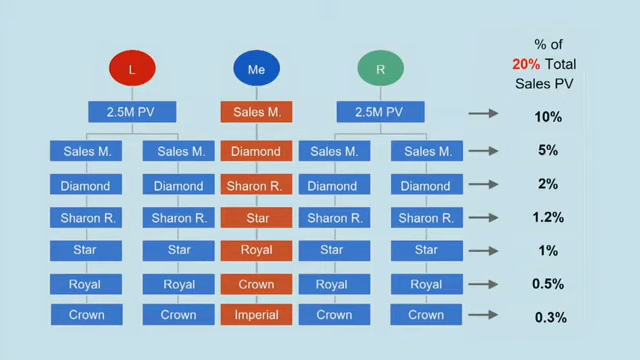 % of
20% Total
Sales PV
L Me R
2.5M PV Sales M. 2.5M PV 10%
Sales M. Sales M. Diamond Sales M. Sales M. 5%
Diamond Diamond Sharon R. Diamond Diamond 2%
Sharon R. Sharon R. Star Sharon R. Sharon R. 1.2%
Star Star Royal Star Star 1%
Royal Royal Crown Royal Royal 0.5%
Crown Crown Imperial Crown Crown 0.3%